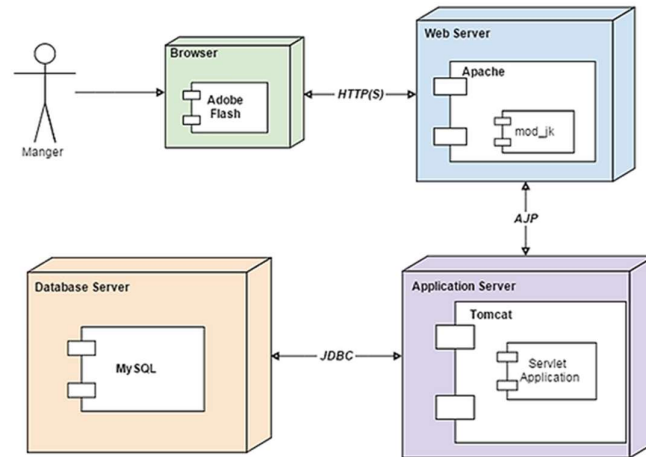 Manger
Browser
Adobe
Flash
HTTP(S)
Web Server
Apache
mod_jk
AJP
Database Server
MySQL
JDBC
Application Server
Tomcat
Servlet
Application